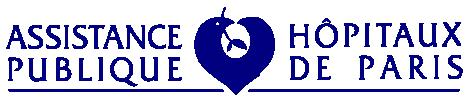 ASSISTANCE
PUBLIQUE
HÔPITAUX
DE PARIS